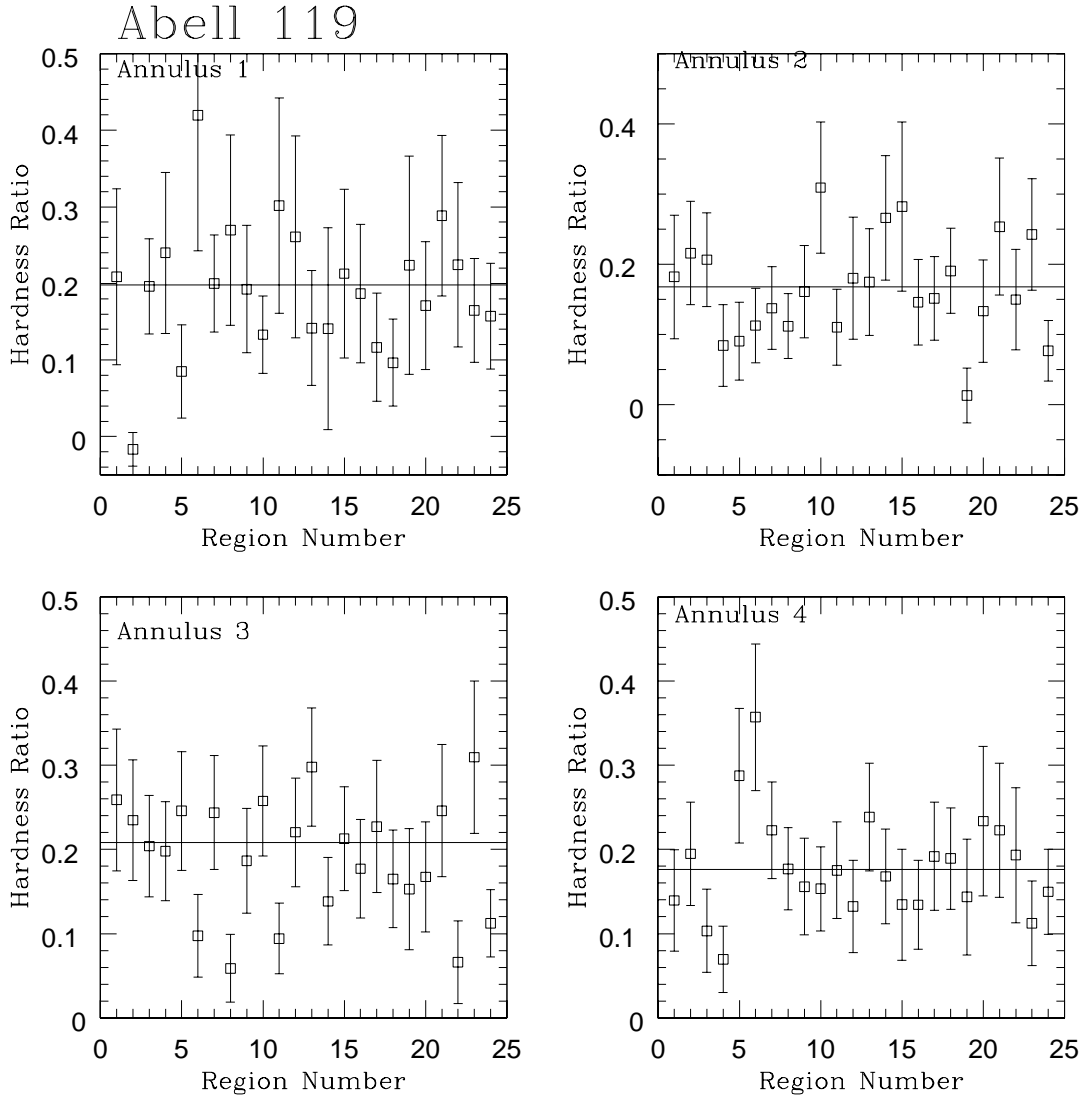 Abell 119
Annulus 1
0.5
0.4
0.3
0.2
0.1
0
Hardness Ratio
0 5 10 15 20 25
Region Number
Annulus 2
0.4
0.2
0
Hardness Ratio
0 5 10 15 20 25
Region Number
Annulus 3
0.5
0.4
0.3
0.2
0.1
0
Hardness Ratio
0 5 10 15 20 25
Region Number
Annulus 4
0.5
0.4
0.3
0.2
0.1
0
Hardness Ratio
0 5 10 15 20 25
Region Number